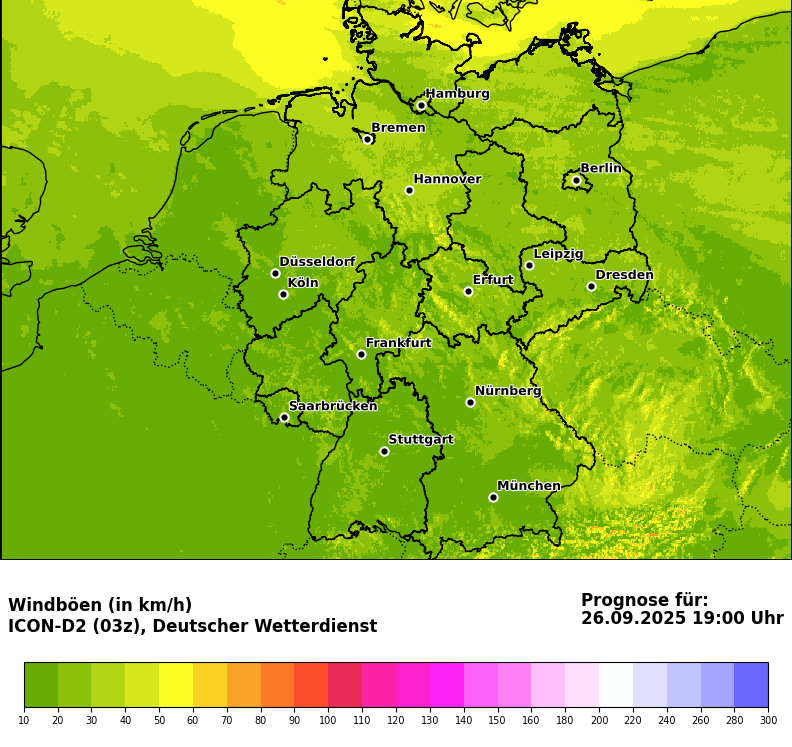 Hamburg
Bremen
Berlin
Hannover
Leipzig
Düsseldorf
Dresden
Köln
Erfurt
Frankfurt
Nürnberg
Saarbrücken
Stuttgart
München
Windböen (in km/h)
ICON-D2 (03z), Deutscher Wetterdienst
Prognose für:
26.09.2025 19:00 Uhr
10 20 30 40 50 60 70 80 90 100 110 120 130 140 150 160 180 200 220 240 260 280 300